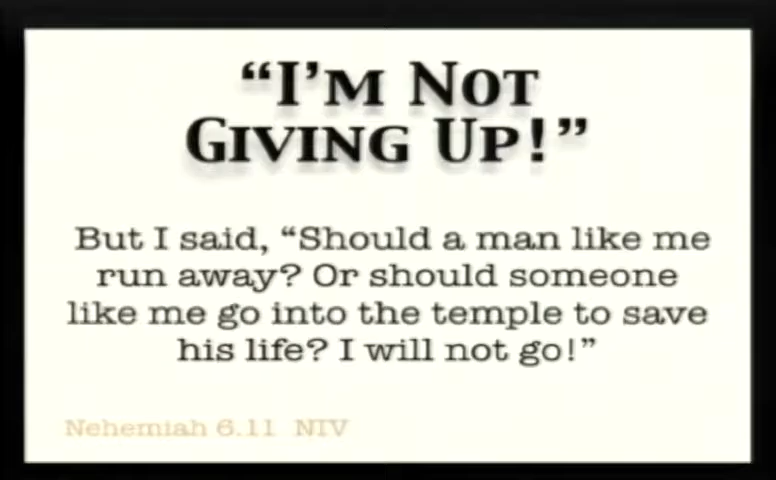 “I’M NOT
GIVING UP!”
But I said, “Should a man like me
run away? Or should someone
like me go into the temple to save
his life? I will not go!”
Nehemiah 6.11 NIV